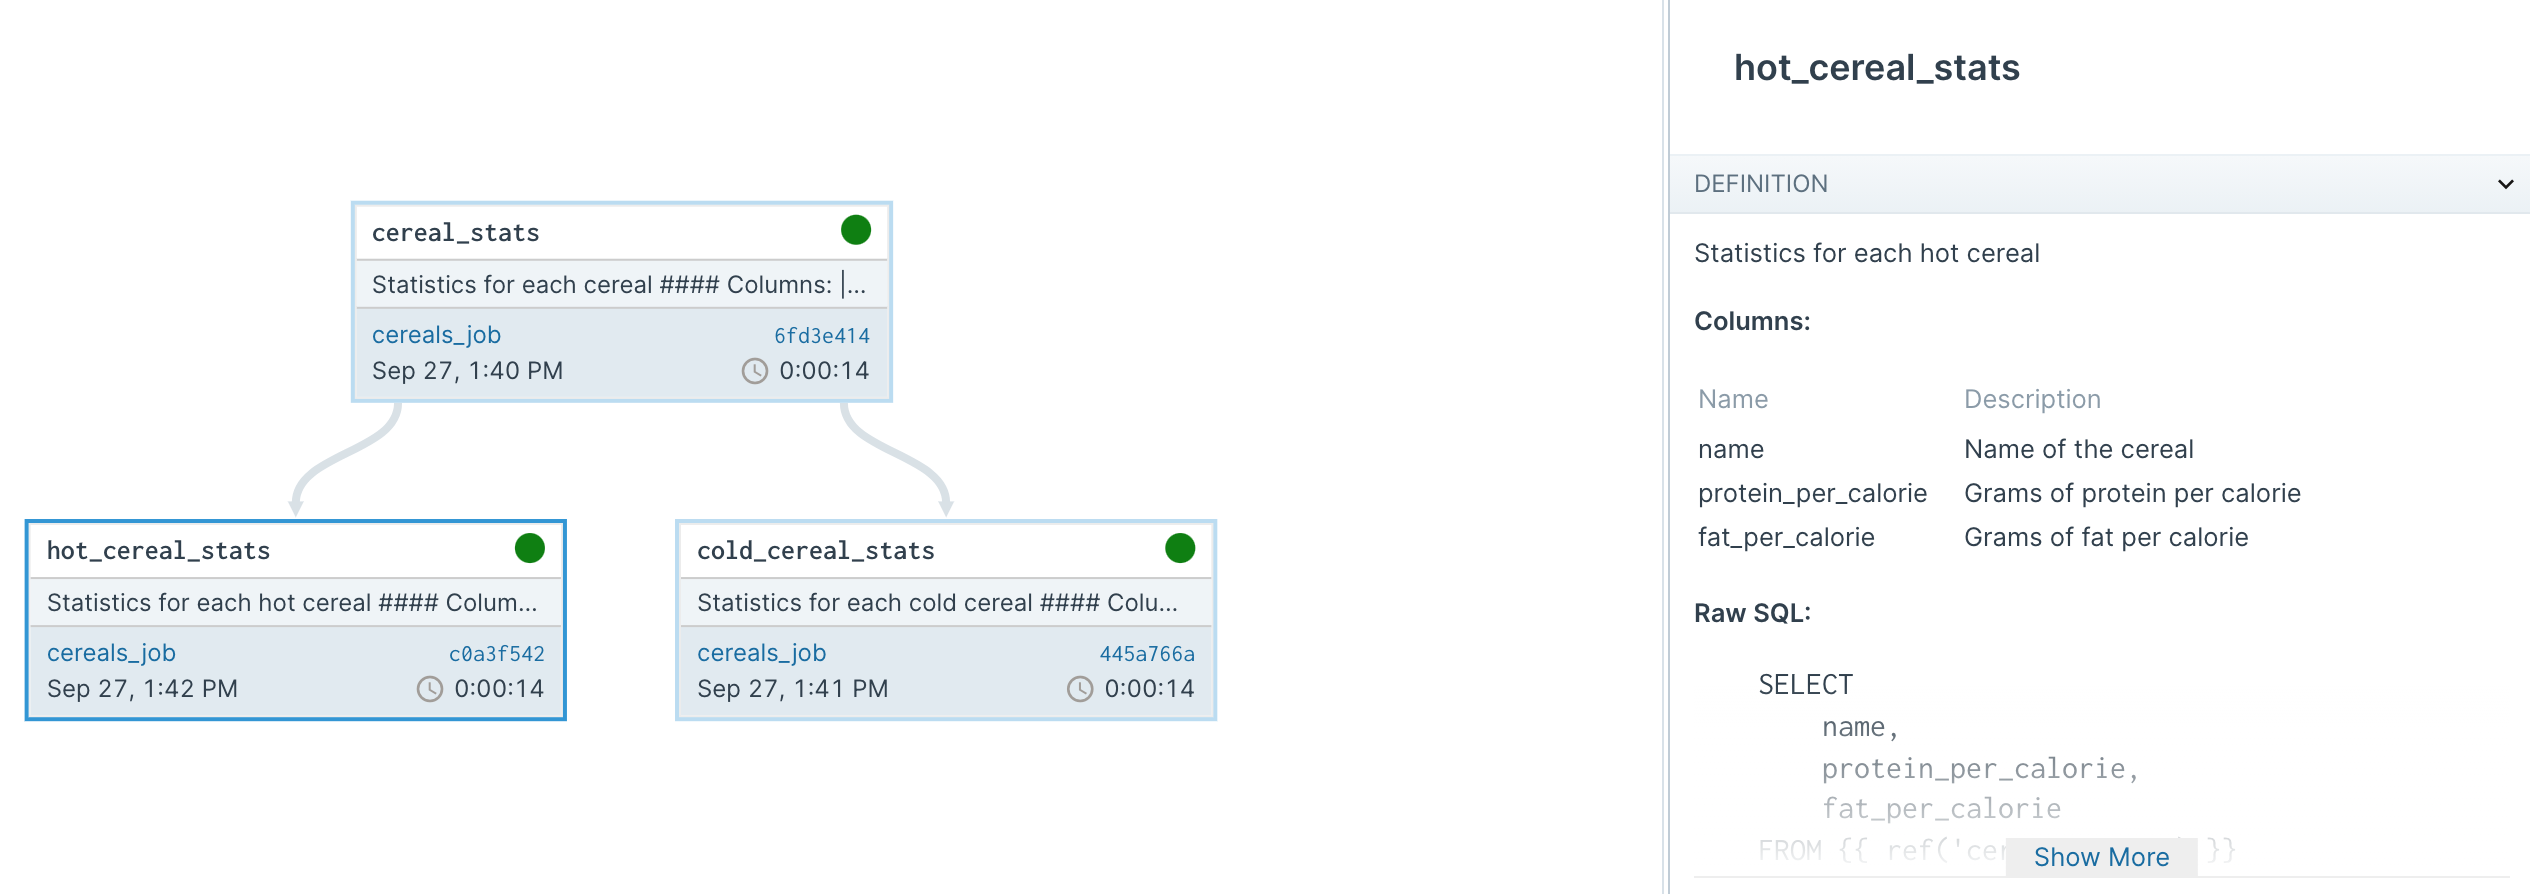 cereal_stats
Statistics for each cereal #### Columns: |...
cereals_job 6fd3e414
Sep 27, 1:40 PM 0:00:14
hot_cereal_stats
Statistics for each hot cereal #### Colum...
cereals_job c0a3f542
Sep 27, 1:42 PM 0:00:14
cold_cereal_stats
Statistics for each cold cereal #### Colu...
cereals_job 445a766a
Sep 27, 1:41 PM 0:00:14
hot_cereal_stats
DEFINITION
Statistics for each hot cereal
Columns:
Name Description
name Name of the cereal
protein_per_calorie Grams of protein per calorie
fat_per_calorie Grams of fat per calorie
Raw SQL:
SELECT
name,
protein_per_calorie,
fat_per_calorie
FROM {{ ref('cer }}
Show More